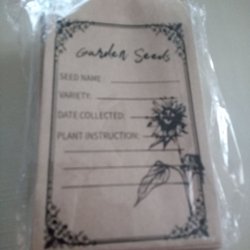 Garden Seeds
SEED NAME:
VARIETY:
DATE COLLECTED:
PLANT INSTRUCTION: